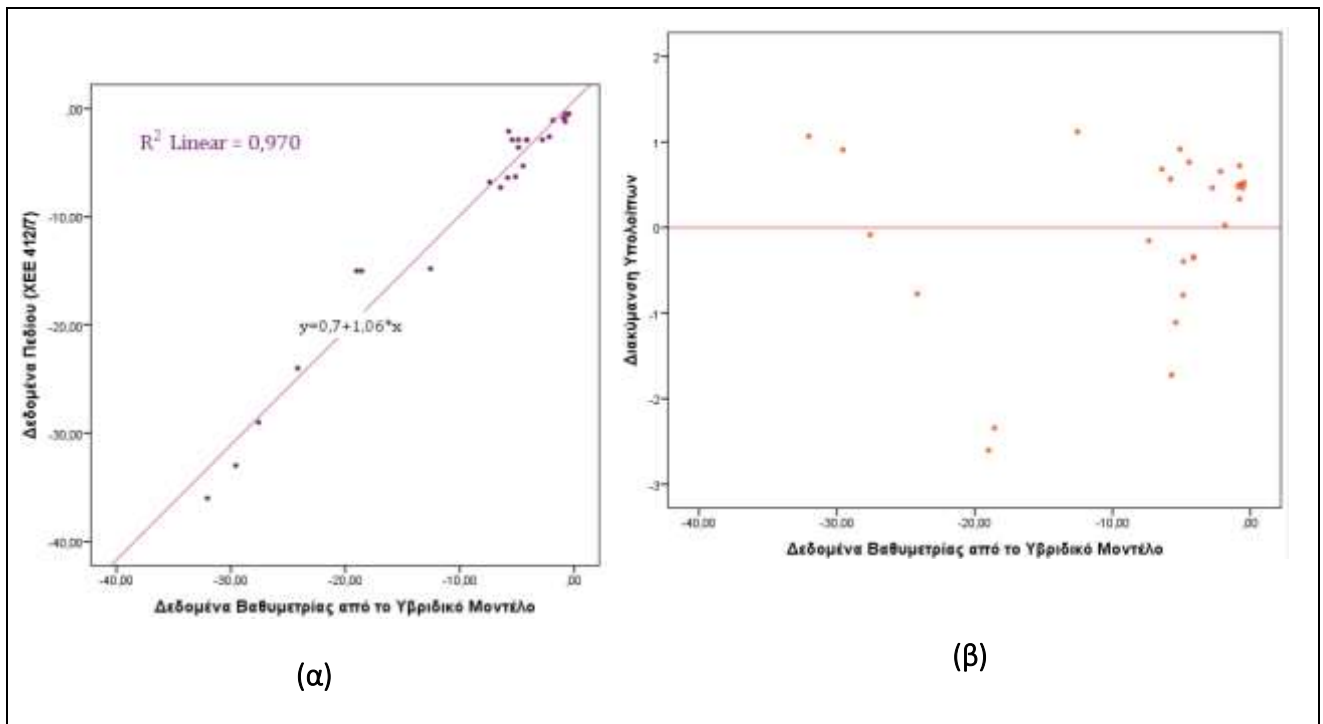 R² Linear = 0,970
y=0,7+1,06*x
Δεδομένα Πεδίου (ΧΕΕ 412/7)
,00
-10,00
-20,00
-30,00
-40,00
-40,00 -30,00 -20,00 -10,00 ,00
Δεδομένα Βαθυμετρίας από το Υβριδικό Μοντέλο
(α)
Διακύμανση Υπολοίπων
2
1
0
-1
-2
-3
-40,00 -30,00 -20,00 -10,00 ,00
Δεδομένα Βαθυμετρίας από το Υβριδικό Μοντέλο
(β)